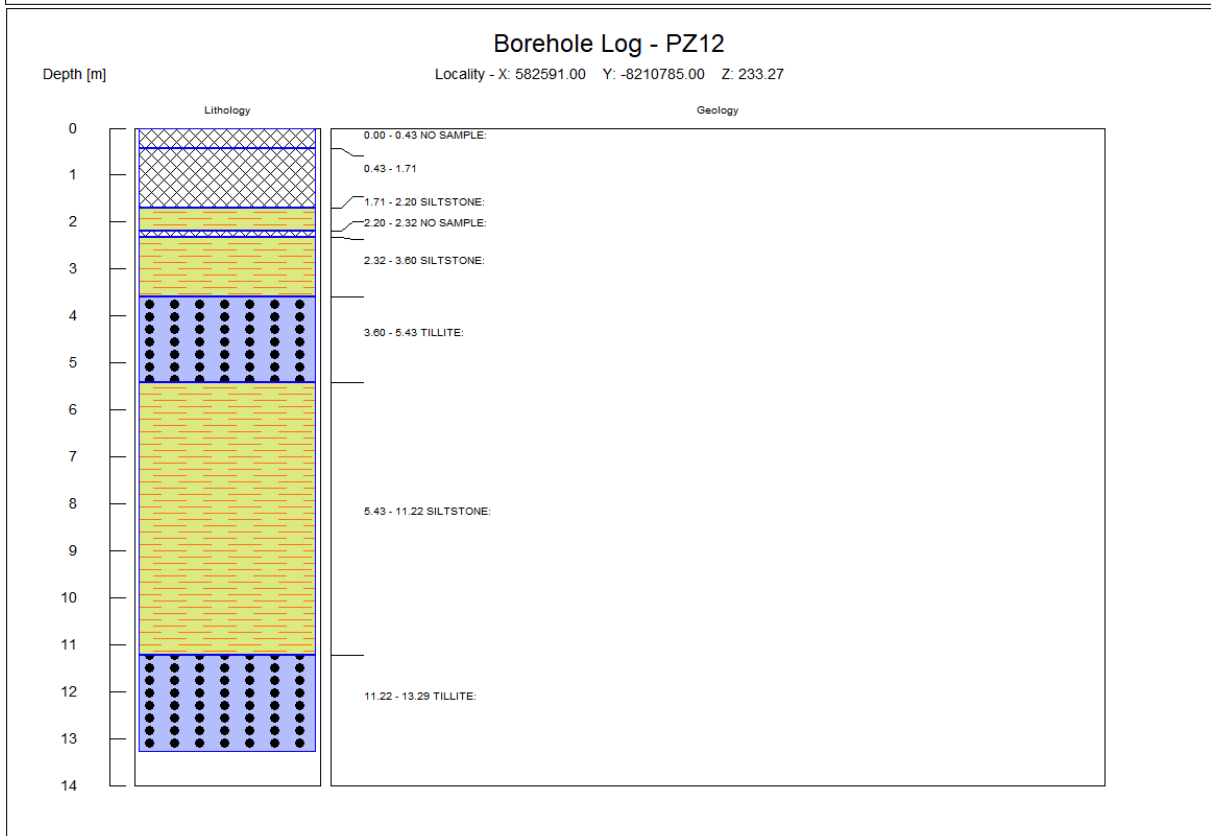 Borehole Log - PZ12
Depth [m]
Locality - X: 582591.00 Y: -8210785.00 Z: 233.27
Lithology
Geology
0
0.00 - 0.43 NO SAMPLE:
0.43 - 1.71
1
1.71 - 2.20 SILTSTONE:
2
2.20 - 2.32 NO SAMPLE:
2.32 - 3.60 SILTSTONE:
3
4
3.60 - 5.43 TILLITE:
5
6
7
8
5.43 - 11.22 SILTSTONE:
9
10
11
12
11.22 - 13.29 TILLITE:
13
14